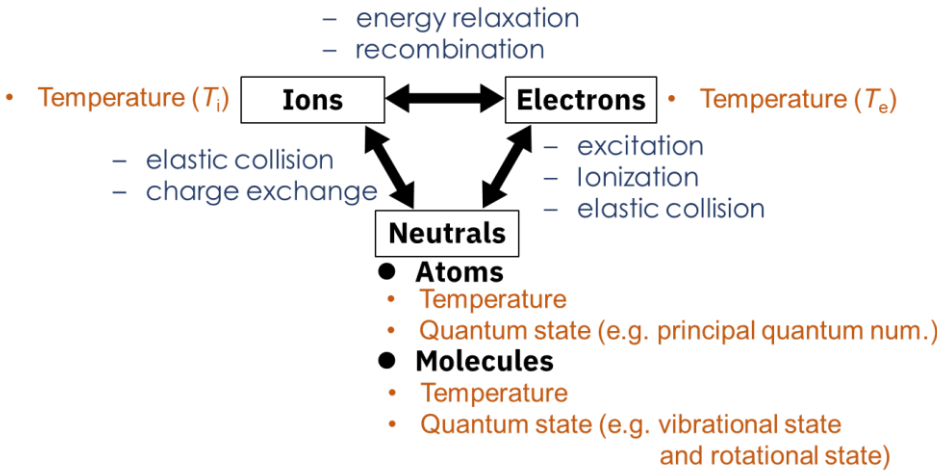 – energy relaxation
– recombination
• Temperature (Ti) Ions Electrons • Temperature (Te)
– elastic collision
– charge exchange
– excitation
– Ionization
– elastic collision
Neutrals
● Atoms
• Temperature
• Quantum state (e.g. principal quantum num.)
● Molecules
• Temperature
• Quantum state (e.g. vibrational state
and rotational state)